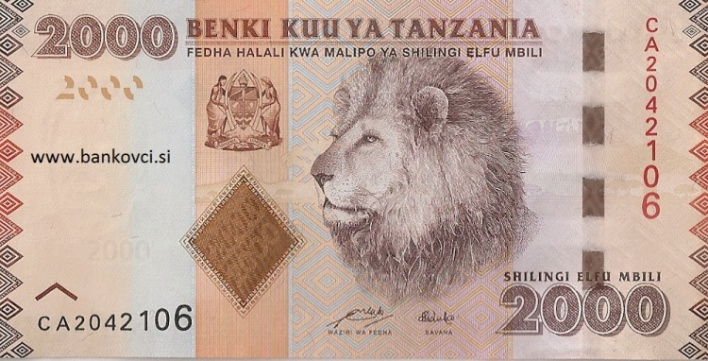 2000 BENKI KUU YA TANZANIA
FEDHA HALALI KWA MALIPO YA SHILINGI ELFU MBILI
2000
www.bankovci.si
2000
CA2042106
CA2042106
WAZIRI WA FEDHA
GAVANA
SHILINGI ELFU MBILI
2000